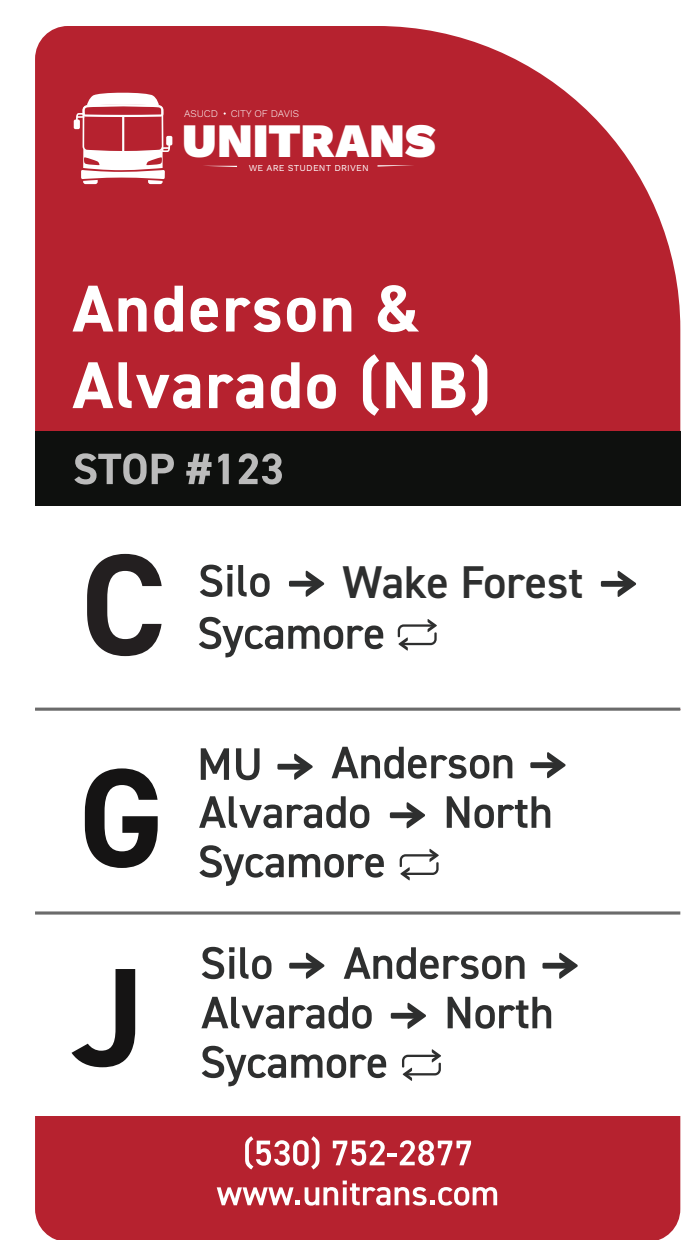 ASUCD • CITY OF DAVIS
UNITRANS
WE ARE STUDENT DRIVEN
Anderson &
Alvarado (NB)
STOP #123
C
Silo → Wake Forest →
Sycamore
G
MU → Anderson →
Alvarado → North
Sycamore
J
Silo → Anderson →
Alvarado → North
Sycamore
(530) 752-2877
www.unitrans.com